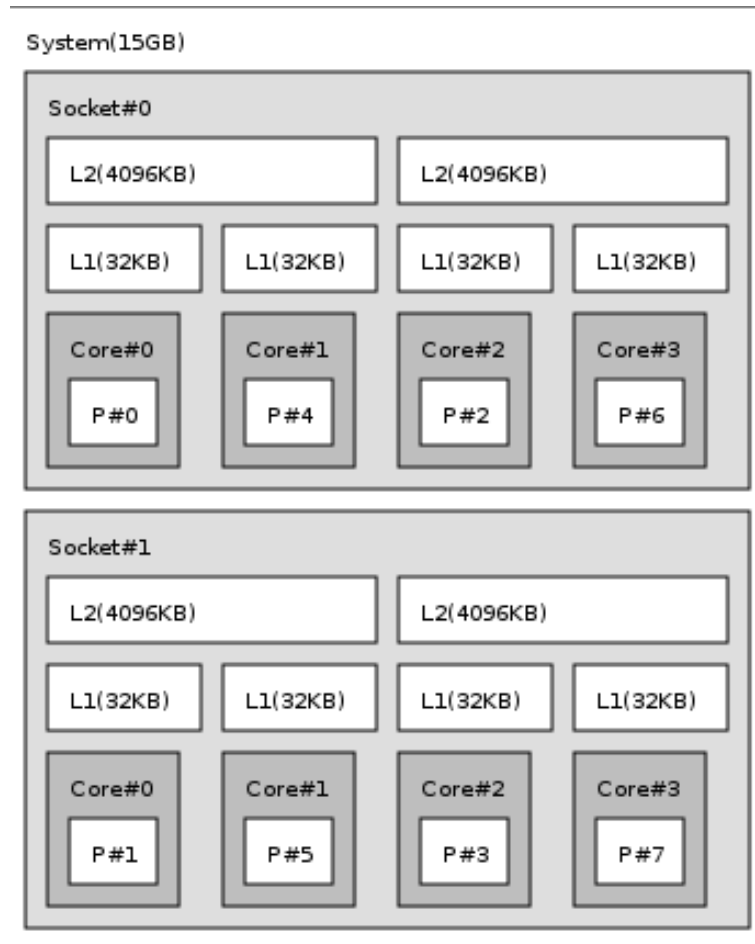 System(15GB)
Socket#0
L2(4096KB) L2(4096KB)
L1(32KB) L1(32KB) L1(32KB) L1(32KB)
Core#0 Core#1 Core#2 Core#3
P#0 P#4 P#2 P#6
Socket#1
L2(4096KB) L2(4096KB)
L1(32KB) L1(32KB) L1(32KB) L1(32KB)
Core#0 Core#1 Core#2 Core#3
P#1 P#5 P#3 P#7